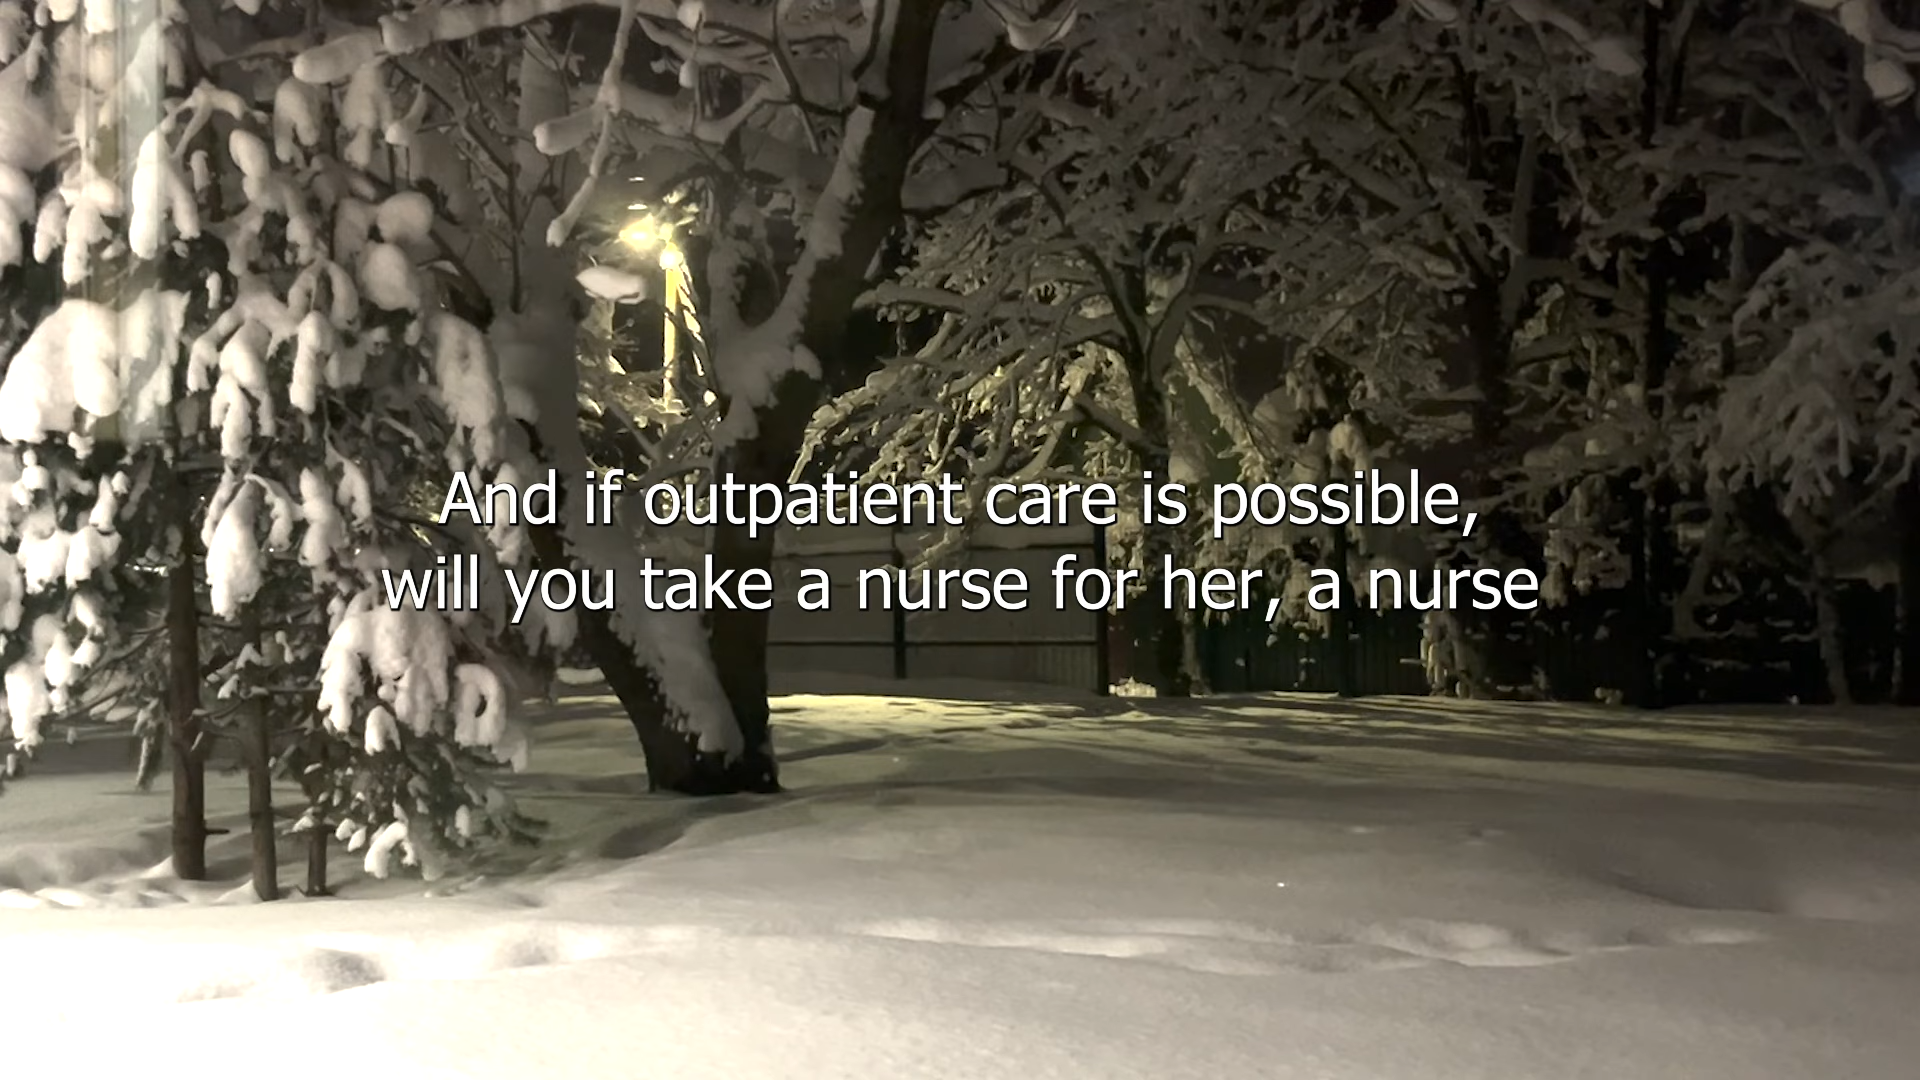 And if outpatient care is possible,
will you take a nurse for her, a nurse